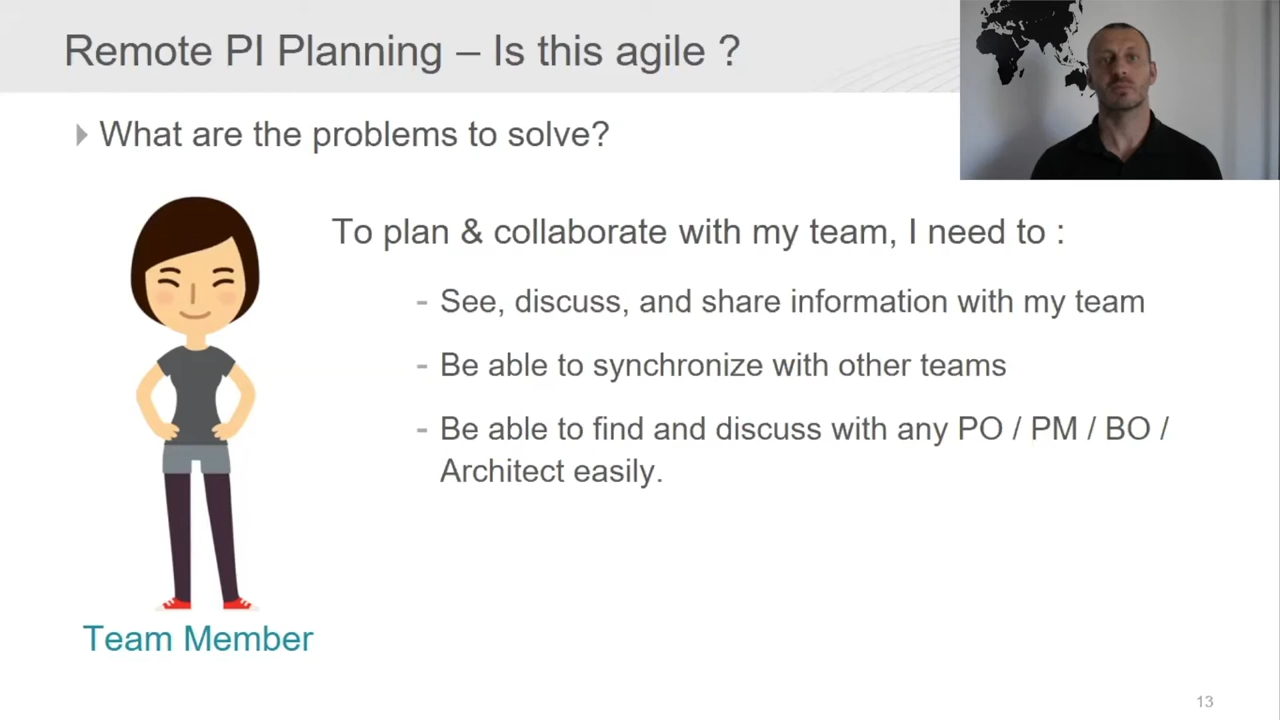 Remote PI Planning – Is this agile ?
What are the problems to solve?
To plan & collaborate with my team, I need to :
- See, discuss, and share information with my team
- Be able to synchronize with other teams
- Be able to find and discuss with any PO / PM / BO /
Architect easily.
Team Member
13